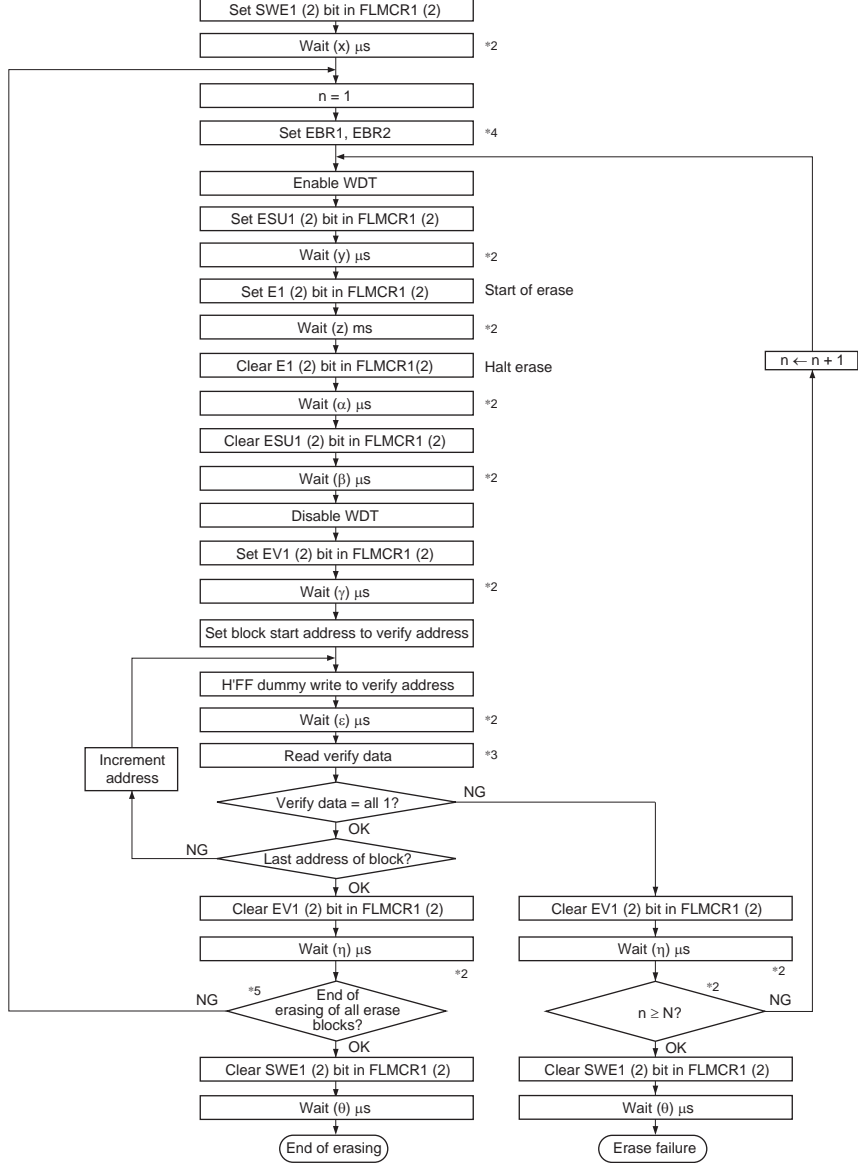 Set SWE1 (2) bit in FLMCR1 (2)
Wait (x) μs
*2
n = 1
Set EBR1, EBR2
*4
Enable WDT
Set ESU1 (2) bit in FLMCR1 (2)
Wait (y) μs
*2
Set E1 (2) bit in FLMCR1 (2)
Start of erase
Wait (z) ms
*2
n ← n + 1
Clear E1 (2) bit in FLMCR1(2)
Halt erase
Wait (α) μs
*2
Clear ESU1 (2) bit in FLMCR1 (2)
Wait (β) μs
*2
Disable WDT
Set EV1 (2) bit in FLMCR1 (2)
Wait (γ) μs
*2
Set block start address to verify address
H'FF dummy write to verify address
Wait (ε) μs
*2
Increment
address
Read verify data
*3
Verify data = all 1?
NG
OK
NG
Last address of block?
OK
Clear EV1 (2) bit in FLMCR1 (2)
Wait (η) μs
*2
NG
*5
End of
erasing of all erase
blocks?
OK
Clear SWE1 (2) bit in FLMCR1 (2)
Wait (θ) μs
End of erasing
Clear EV1 (2) bit in FLMCR1 (2)
Wait (η) μs
*2
*2
n ≥ N?
NG
OK
Clear SWE1 (2) bit in FLMCR1 (2)
Wait (θ) μs
Erase failure